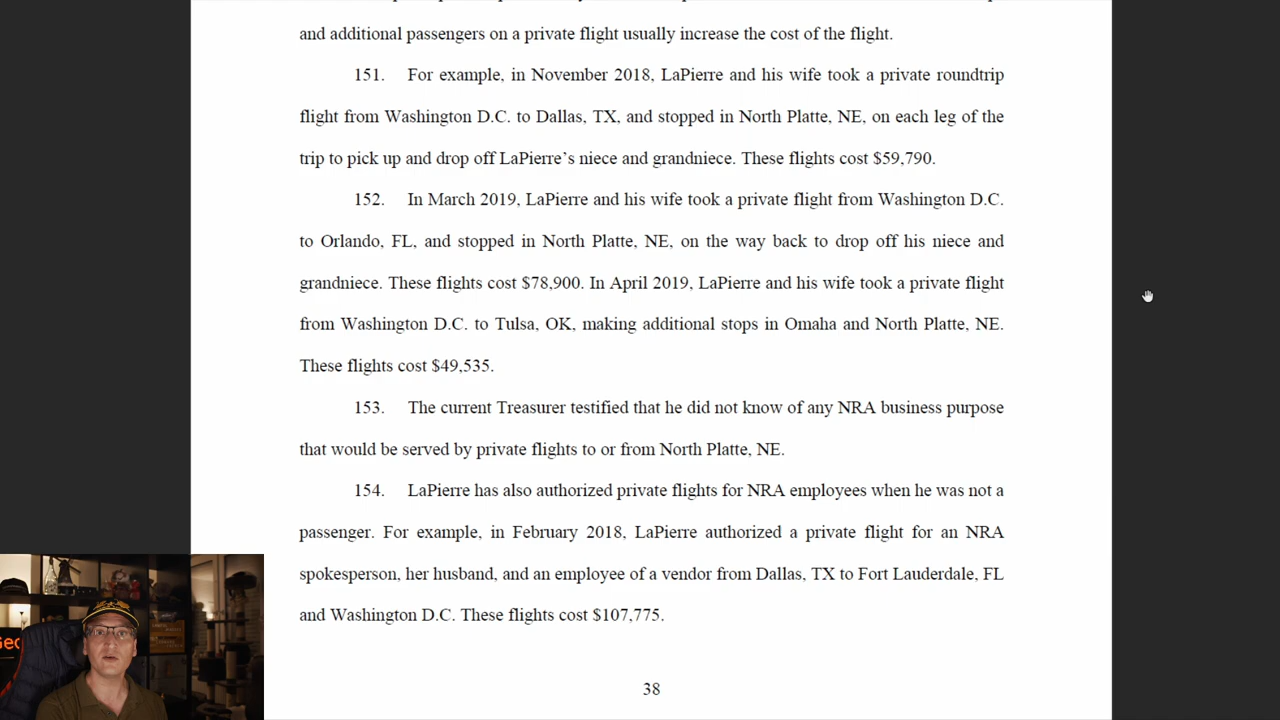 and additional passengers on a private flight usually increase the cost of the flight.
151. For example, in November 2018, LaPierre and his wife took a private roundtrip
flight from Washington D.C. to Dallas, TX, and stopped in North Platte, NE, on each leg of the
trip to pick up and drop off LaPierre’s niece and grandniece. These flights cost $59,790.
152. In March 2019, LaPierre and his wife took a private flight from Washington D.C.
to Orlando, FL, and stopped in North Platte, NE, on the way back to drop off his niece and
grandniece. These flights cost $78,900. In April 2019, LaPierre and his wife took a private flight
from Washington D.C. to Tulsa, OK, making additional stops in Omaha and North Platte, NE.
These flights cost $49,535.
153. The current Treasurer testified that he did not know of any NRA business purpose
that would be served by private flights to or from North Platte, NE.
154. LaPierre has also authorized private flights for NRA employees when he was not a
passenger. For example, in February 2018, LaPierre authorized a private flight for an NRA
spokesperson, her husband, and an employee of a vendor from Dallas, TX to Fort Lauderdale, FL
and Washington D.C. These flights cost $107,775.
38